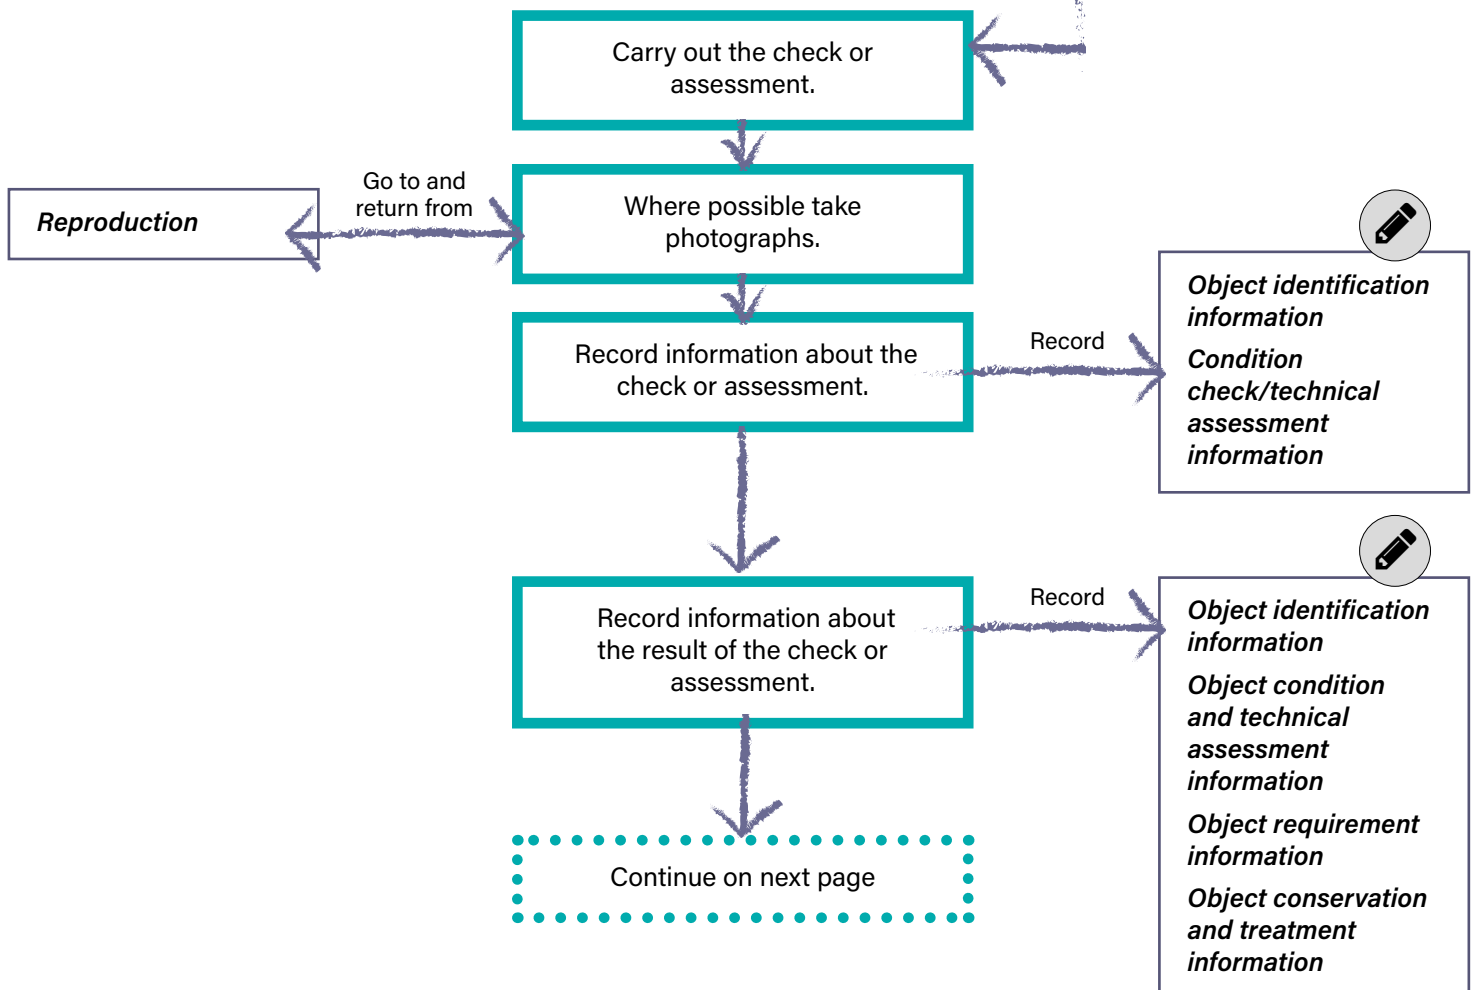 Carry out the check or
assessment.
Go to and
return from
Reproduction
Where possible take
photographs.
Record information about the
check or assessment.
Record
Object identification
information
Condition
check/technical
assessment
information
Record information about
the result of the check or
assessment.
Record
Object identification
information
Object condition
and technical
assessment
information
Object requirement
information
Object conservation
and treatment
information
Continue on next page